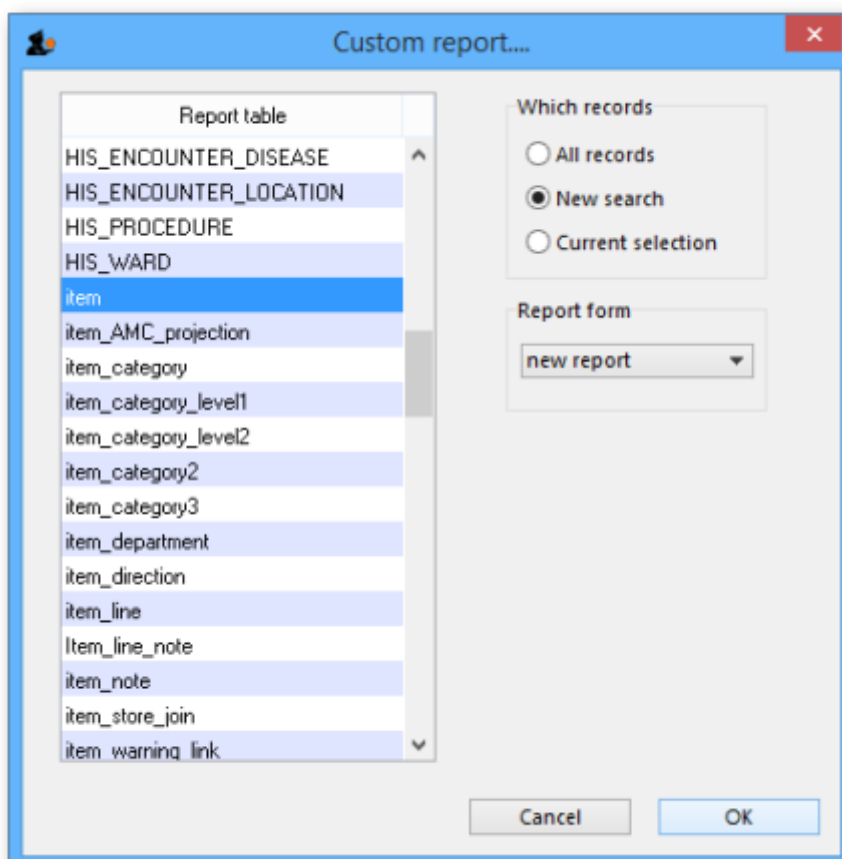 Custom report....
Report table
HIS_ENCOUNTER_DISEASE
HIS_ENCOUNTER_LOCATION
HIS_PROCEDURE
HIS_WARD
item
item_AMC_projection
item_category
item_category_level1
item_category_level2
item_category2
item_category3
item_department
item_direction
item_line
Item_line_note
item_note
item_store_join
item_warning_link
Which records
All records
New search
Current selection
Report form
new report
Cancel
OK